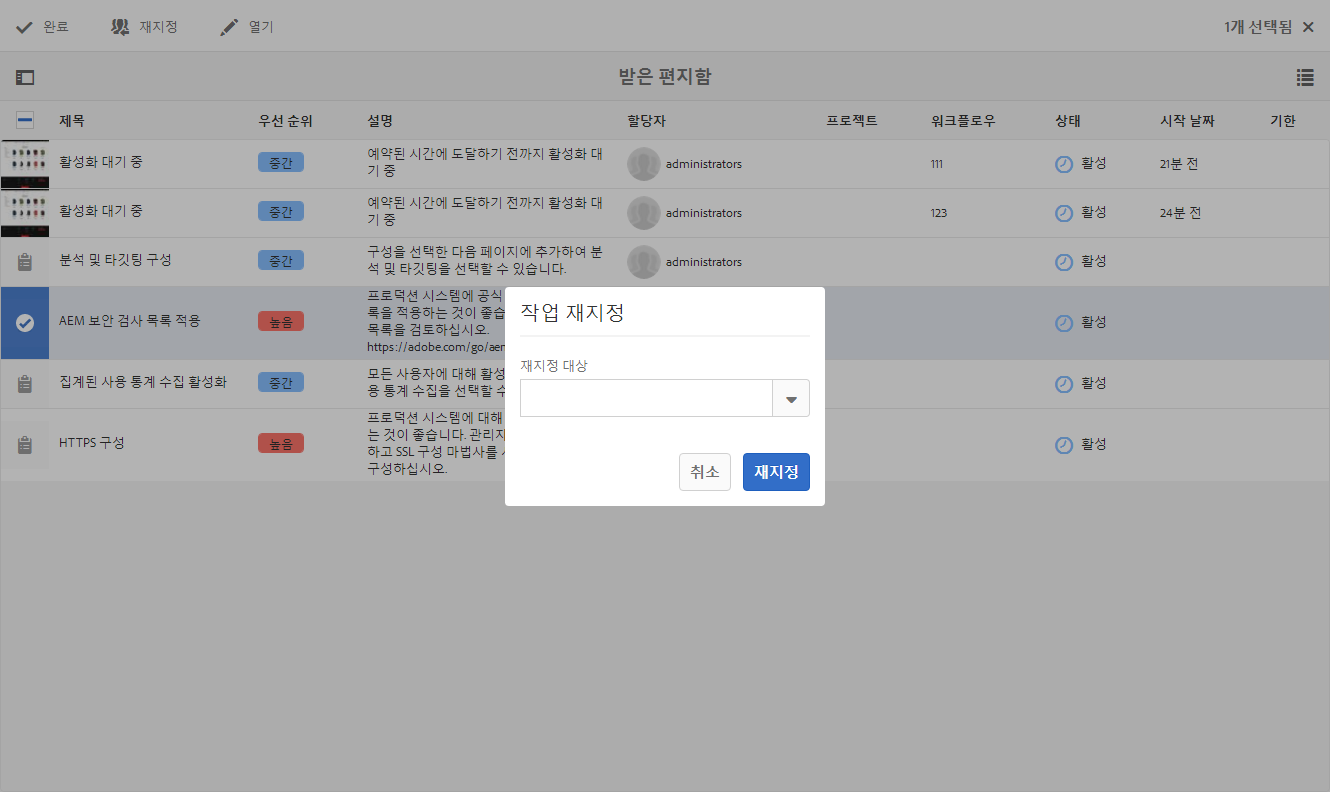 완료 재지정 열기 1개 선택됨
받은 편지함
제목 우선 순위 설명 할당자 프로젝트 워크플로우 상태 시작 날짜 기한
활성화 대기 중 중간 예약된 시간에 도달하기 전까지 활성화 대
기 중 administrators 111 활성 21분 전
활성화 대기 중 중간 예약된 시간에 도달하기 전까지 활성화 대
기 중 administrators 123 활성 24분 전
분석 및 타깃팅 구성 중간 구성을 선택한 다음 페이지에 추가하여 분
석 및 타깃팅을 선택할 수 있습니다. administrators 활성
AEM 보안 검사 목록 적용 높음 프로덕션 시스템에 공식
록을 적용하는 것이 좋습
목록을 검토하십시오.
https://adobe.com/go/aem 활성
집계된 사용 통계 수집 활성화 중간 모든 사용자에 대해 활성
용 통계 수집을 선택할 수 활성
HTTPS 구성 높음 프로덕션 시스템에 대해
는 것이 좋습니다. 관리자
하고 SSL 구성 마법사를
구성하십시오. 활성
작업 재지정
재지정 대상
취소 재지정